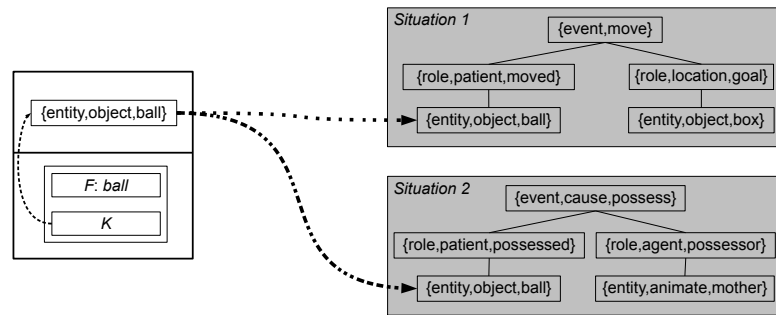 Situation 1
{event,move}
{role,patient,moved} {role,location,goal}
{entity,object,ball} {entity,object,box}
{entity,object,ball}
F: ball
K
Situation 2
{event,cause,possess}
{role,patient,possessed} {role,agent,possessor}
{entity,object,ball} {entity,animate,mother}